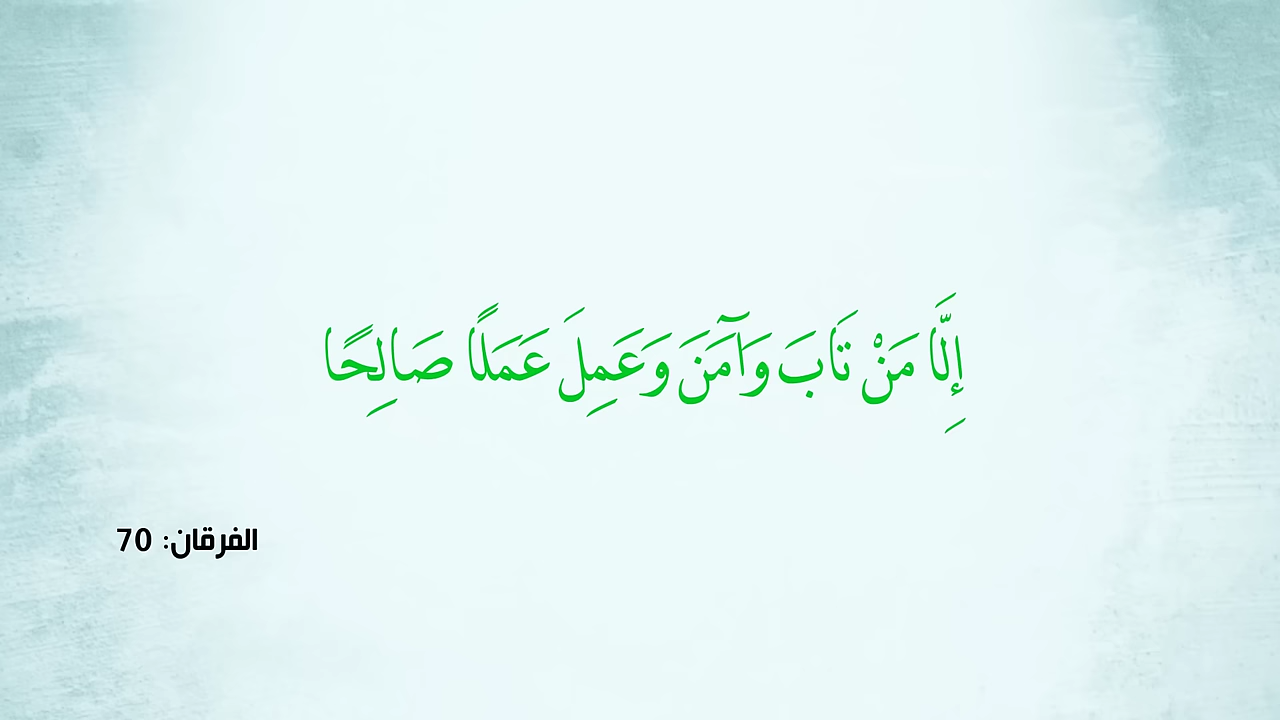 إِلَّا مَنْ تَابَ وَآمَنَ وَعَمِلَ عَمَلًا صَالِحًا
الفرقان: 70